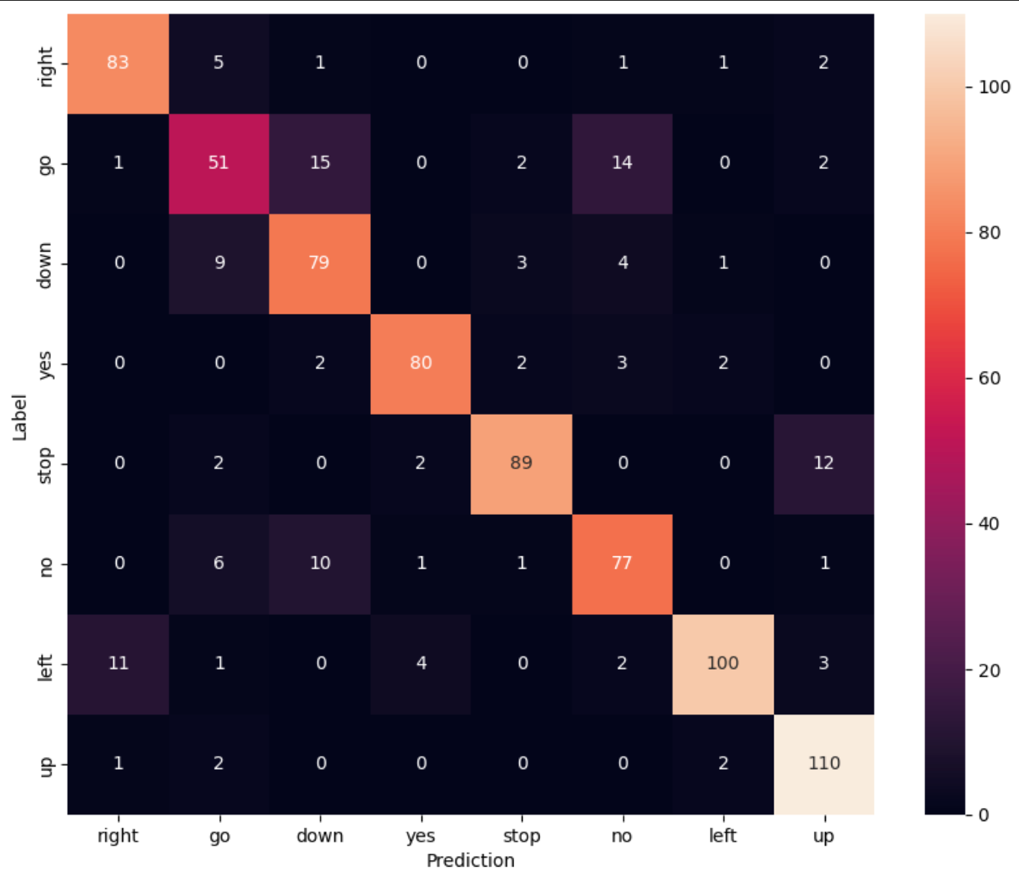 right 83 5 1 0 0 1 1 2
go 1 51 15 0 2 14 0 2
down 0 9 79 0 3 4 1 0
yes 0 0 2 80 2 3 2 0
stop 0 2 0 2 89 0 0 12
no 0 6 10 1 1 77 0 1
left 11 1 0 4 0 2 100 3
up 1 2 0 0 0 0 2 110
right go down yes stop no left up
Prediction
Label
100
80
60
40
20
0